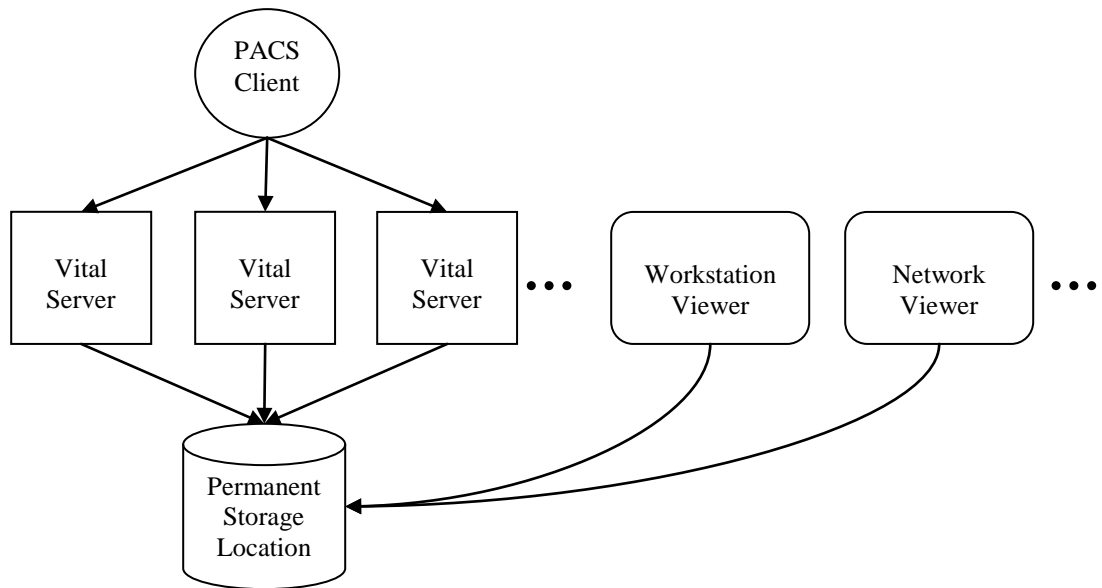 PACS
Client
Vital
Server
Vital
Server
Vital
Server
Workstation
Viewer
Network
Viewer
Permanent
Storage
Location